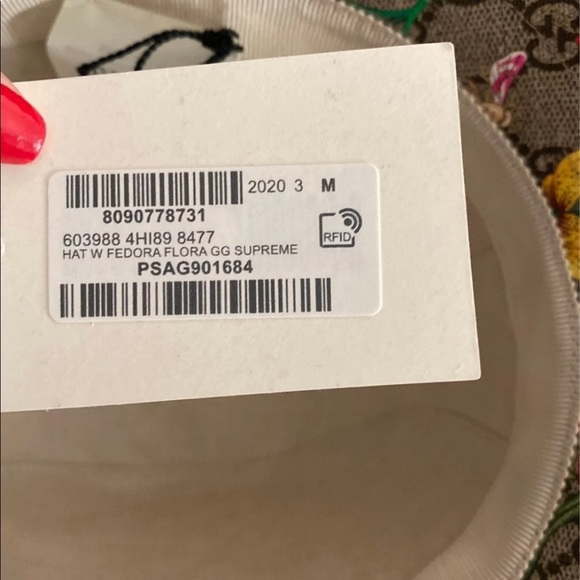 2020 3 M
8090778731
603988 4HI89 8477
RFID
HAT W FEDORA FLORA GG SUPREME
PSAG901684